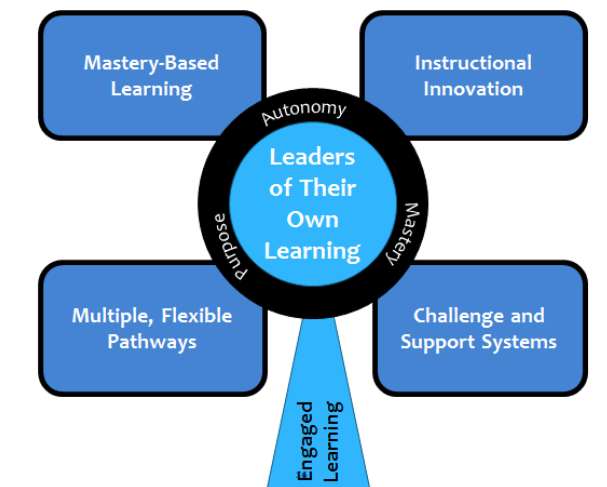 Mastery-Based
Learning
Instructional
Innovation
Autonomy
Mastery
Purpose
Leaders
of Their
Own
Learning
Multiple, Flexible
Pathways
Challenge and
Support Systems
Engaged
Learning